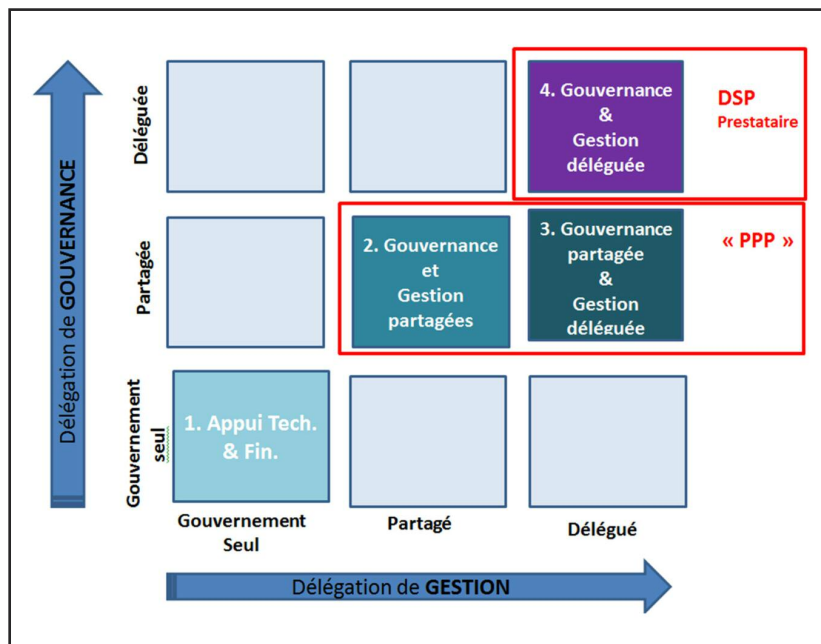 Délégation de GOUVERNANCE
Déléguée
4. Gouvernance
&
Gestion
déléguée
DSP
Prestataire
Partagée
2. Gouvernance
et
Gestion
partagées
3. Gouvernance
partagée
&
Gestion
déléguée
« PPP »
Gouvernement
seul
1. Appui Tech.
& Fin.
Gouvernement
Seul
Partagé
Délégué
Délégation de GESTION